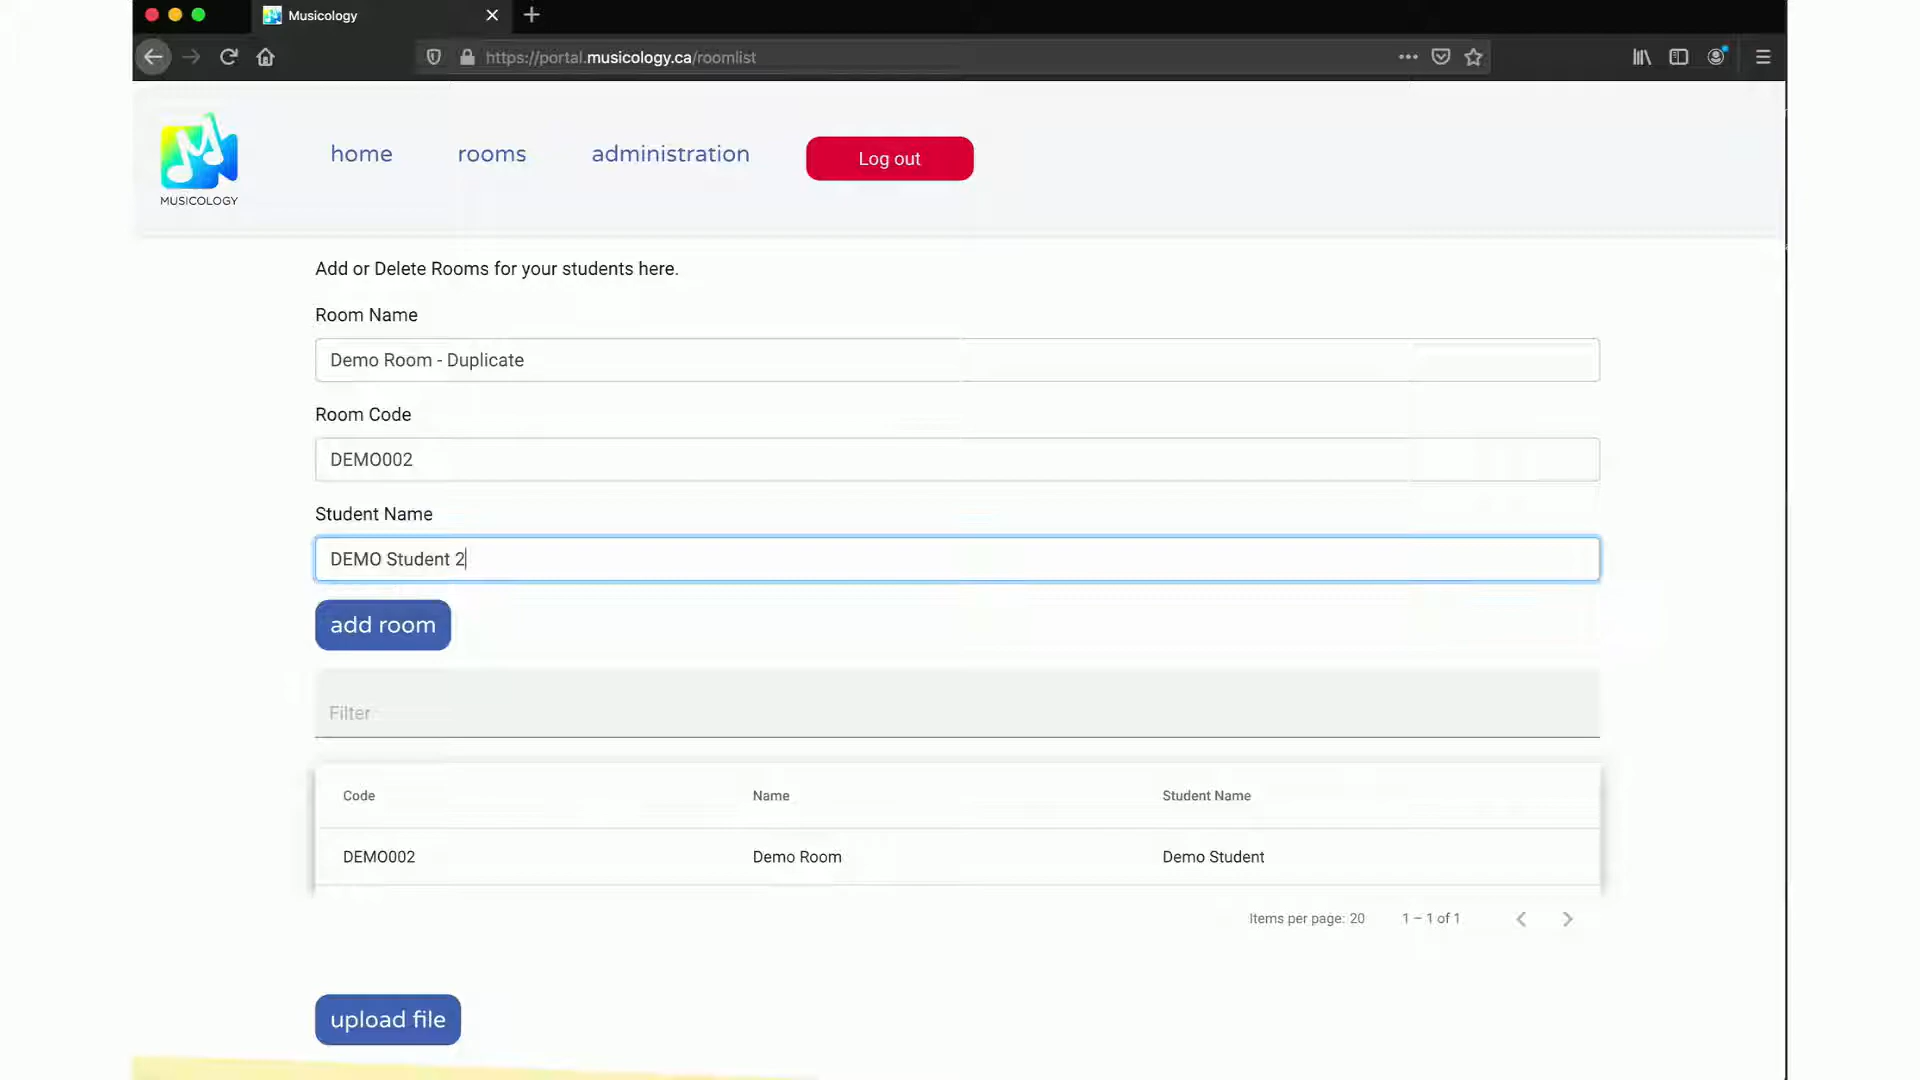 Musicology
https://portal.musicology.ca/roomlist
MUSICOLOGY
home
rooms
administration
Log out
Add or Delete Rooms for your students here.
Room Name
Demo Room - Duplicate
Room Code
DEMO002
Student Name
DEMO Student 2
add room
Filter
Code Name Student Name
DEMO002 Demo Room Demo Student
Items per page: 20 1 – 1 of 1
upload file